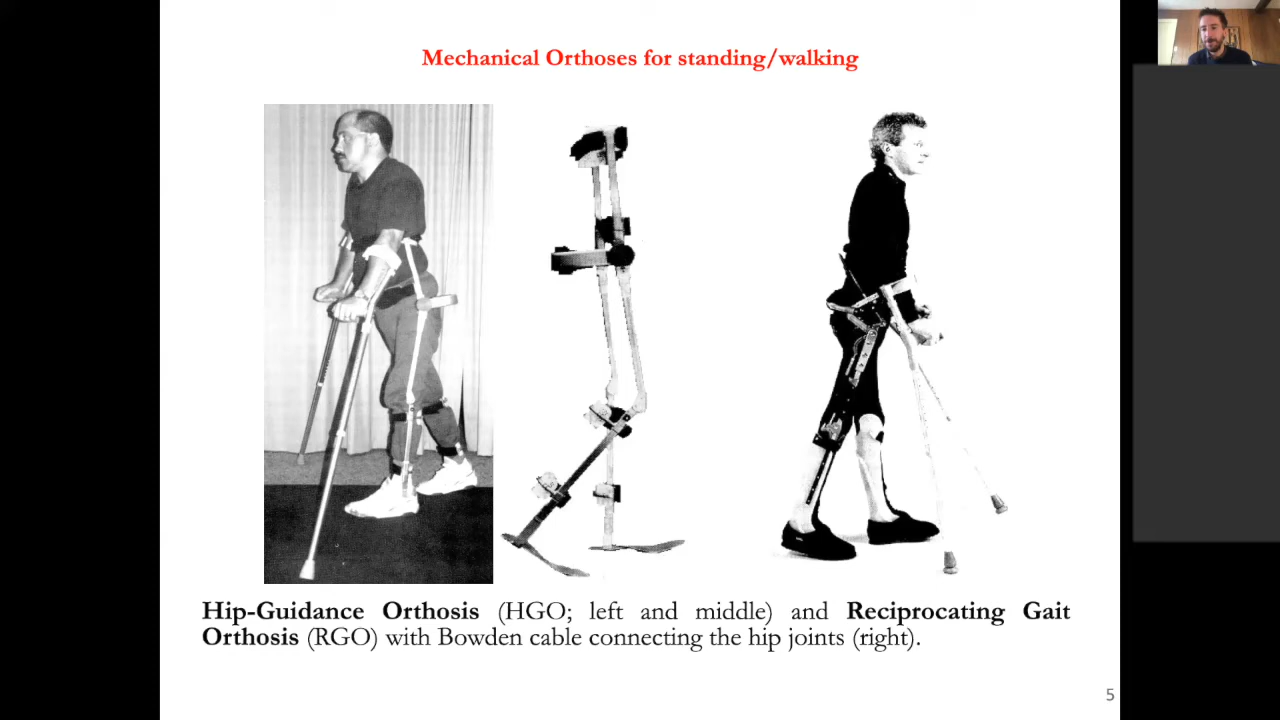 Mechanical Orthoses for standing/walking
Hip-Guidance Orthosis (HGO; left and middle) and Reciprocating Gait
Orthosis (RGO) with Bowden cable connecting the hip joints (right).
5